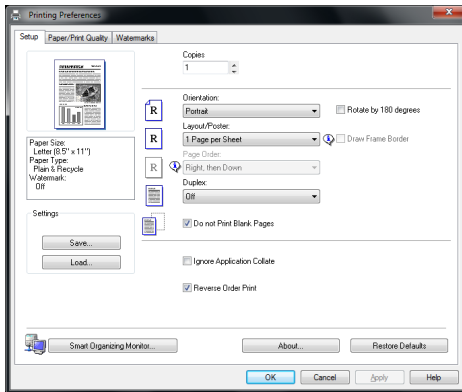 Printing Preferences
Setup
Paper/Print Quality
Watermarks
Copies
1
Orientation:
R
Portrait
Rotate by 180 degrees
Layout/Poster:
R
1 Page per Sheet
Draw Frame Border
Page Order:
R
Right, then Down
Duplex:
Off
Do not Print Blank Pages
Paper Size:
Letter (8.5" x 11")
Paper Type:
Plain & Recycle
Watermark:
Off
Settings
Save...
Load...
Ignore Application Collate
Reverse Order Print
Smart Organizing Monitor...
About...
Restore Defaults
OK
Cancel
Apply
Help